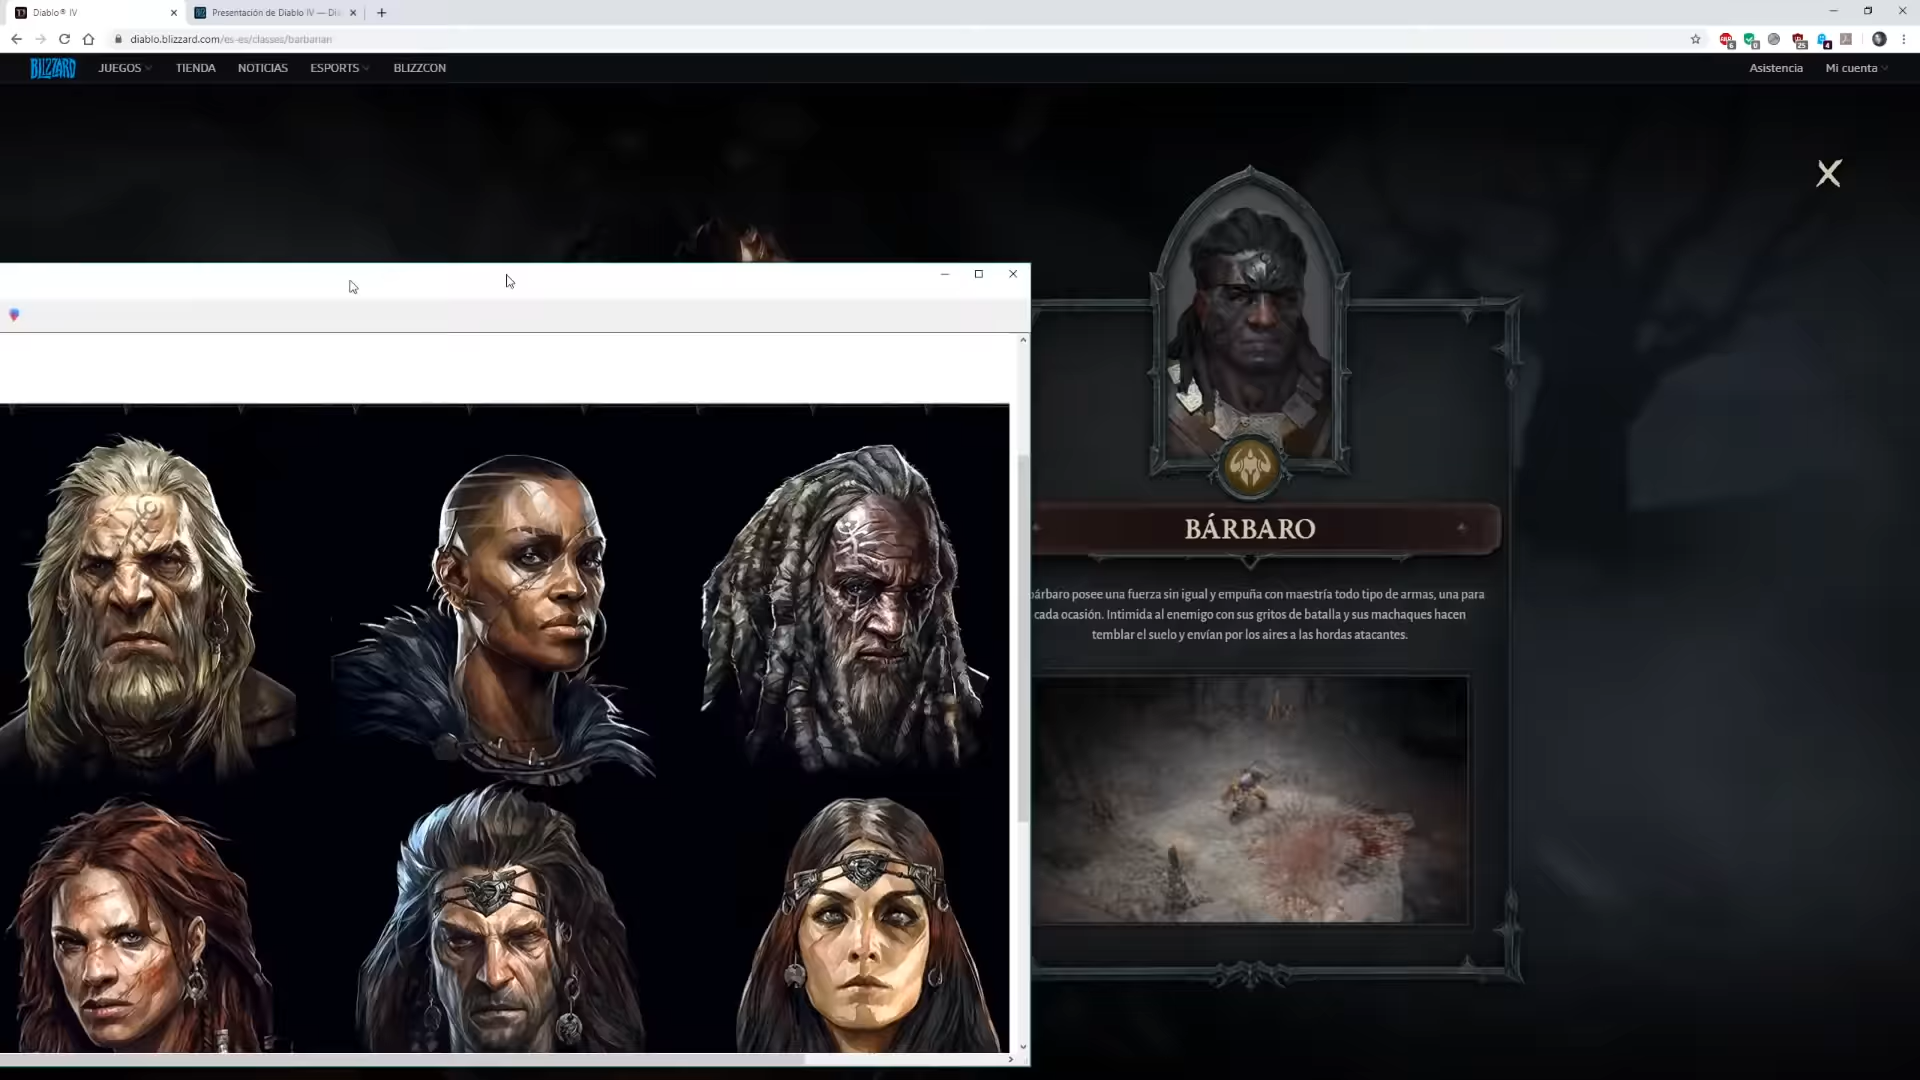 Diablo® IV
Presentación de Diablo IV — Di
diablo.blizzard.com/es-es/classes/barbarian
BLIZZARD
JUEGOS
TIENDA
NOTICIAS
ESPORTS
BLIZZCON
Asistencia
Mi cuenta
BÁRBARO
bárbaro posee una fuerza sin igual y empuña con maestría todo tipo de armas, una para
cada ocasión. Intimida al enemigo con sus gritos de batalla y sus machaques hacen
temblar el suelo y envían por los aires a las hordas atacantes.